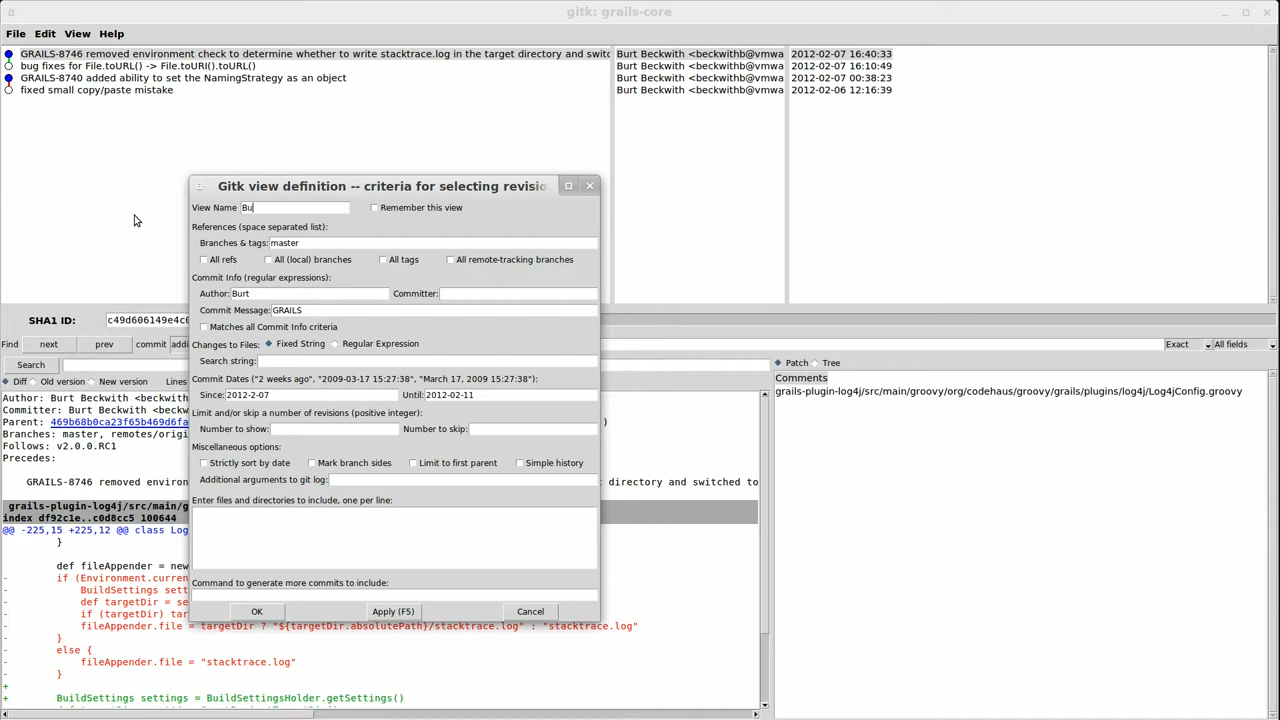 gitk: grails-core
File Edit View Help
GRAILS-8746 removed environment check to determine whether to write stacktrace.log in the target directory and switc Burt Beckwith <beckwithb@vmwa 2012-02-07 16:40:33
bug fixes for File.toURL() -> File.toURI().toURL() Burt Beckwith <beckwithb@vmwa 2012-02-07 16:10:49
GRAILS-8740 added ability to set the NamingStrategy as an object Burt Beckwith <beckwithb@vmwa 2012-02-07 00:38:23
fixed small copy/paste mistake Burt Beckwith <beckwithb@vmwa 2012-02-06 12:16:39
Gitk view definition -- criteria for selecting revisio
View Name Bu Remember this view
References (space separated list):
Branches & tags: master
All refs All (local) branches All tags All remote-tracking branches
Commit Info (regular expressions):
Author: Burt Committer:
Commit Message: GRAILS
Matches all Commit Info criteria
Changes to Files: Fixed String Regular Expression
Search string:
Commit Dates ("2 weeks ago", "2009-03-17 15:27:38", "March 17, 2009 15:27:38"):
Since: 2012-2-07 Until: 2012-02-11
Limit and/or skip a number of revisions (positive integer):
Number to show: Number to skip:
Miscellaneous options:
Strictly sort by date Mark branch sides Limit to first parent Simple history
Additional arguments to git log:
Enter files and directories to include, one per line:
Command to generate more commits to include:
OK Apply (F5) Cancel
SHA1 ID: c49d606149e4c0
Find next prev commit addi Exact All fields
Search
Diff Old version New version Lines
Author: Burt Beckwith <beckwith
Committer: Burt Beckwith <beckw
Parent: 469b68b0ca23f65b469d6fa )
Branches: master, remotes/origi
Follows: v2.0.0.RC1
Precedes:
GRAILS-8746 removed environm t directory and switched to
grails-plugin-log4j/src/main/g
index df92c1e..c0d8cc5 100644
@@ -225,15 +225,12 @@ class Log
}
def fileAppender = new
- if (Environment.curren
- BuildSettings sett
- def targetDir = se
- if (targetDir) tar
- fileAppender.file = targetDir ? "${targetDir.absolutePath}/stacktrace.log" : "stacktrace.log"
- }
- else {
- fileAppender.file = "stacktrace.log"
- }
+
+ BuildSettings settings = BuildSettingsHolder.getSettings()
Patch Tree
Comments
grails-plugin-log4j/src/main/groovy/org/codehaus/groovy/grails/plugins/log4j/Log4jConfig.groovy